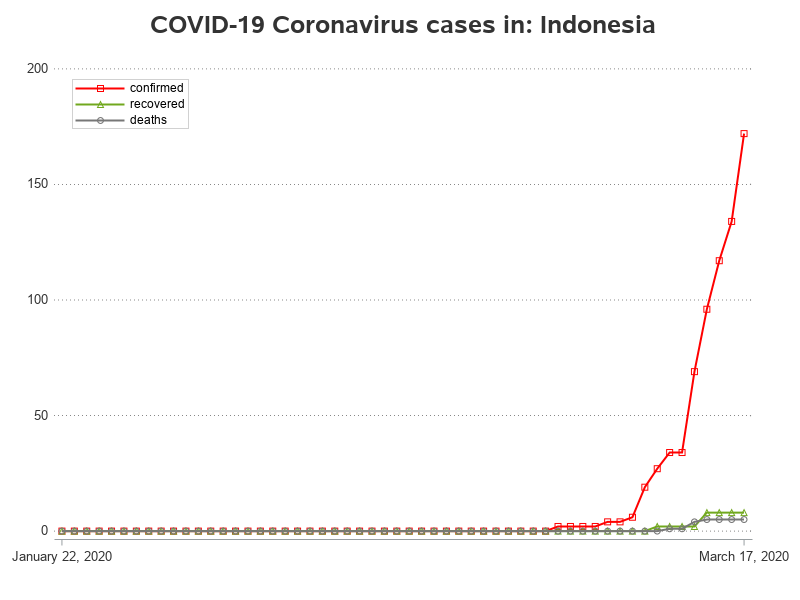 COVID-19 Coronavirus cases in: Indonesia
200
confirmed
recovered
deaths
150
100
50
0
January 22, 2020
March 17, 2020